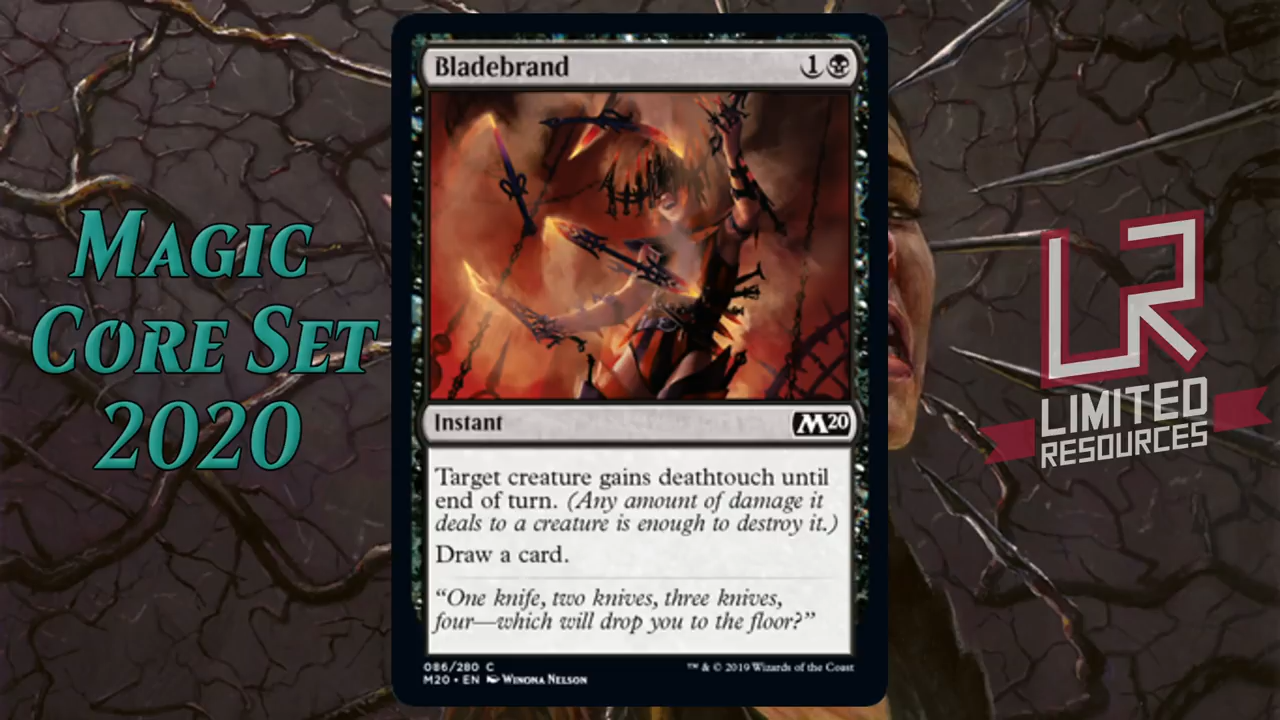 Magic
Core Set
2020
Bladebrand 1
Instant M20
Target creature gains deathtouch until
end of turn. (Any amount of damage it
deals to a creature is enough to destroy it.)
Draw a card.
“One knife, two knives, three knives,
four—which will drop you to the floor?”
086/280 C
M20 • EN Winona Nelson
™ & © 2019 Wizards of the Coast
LR
LIMITED
RESOURCES